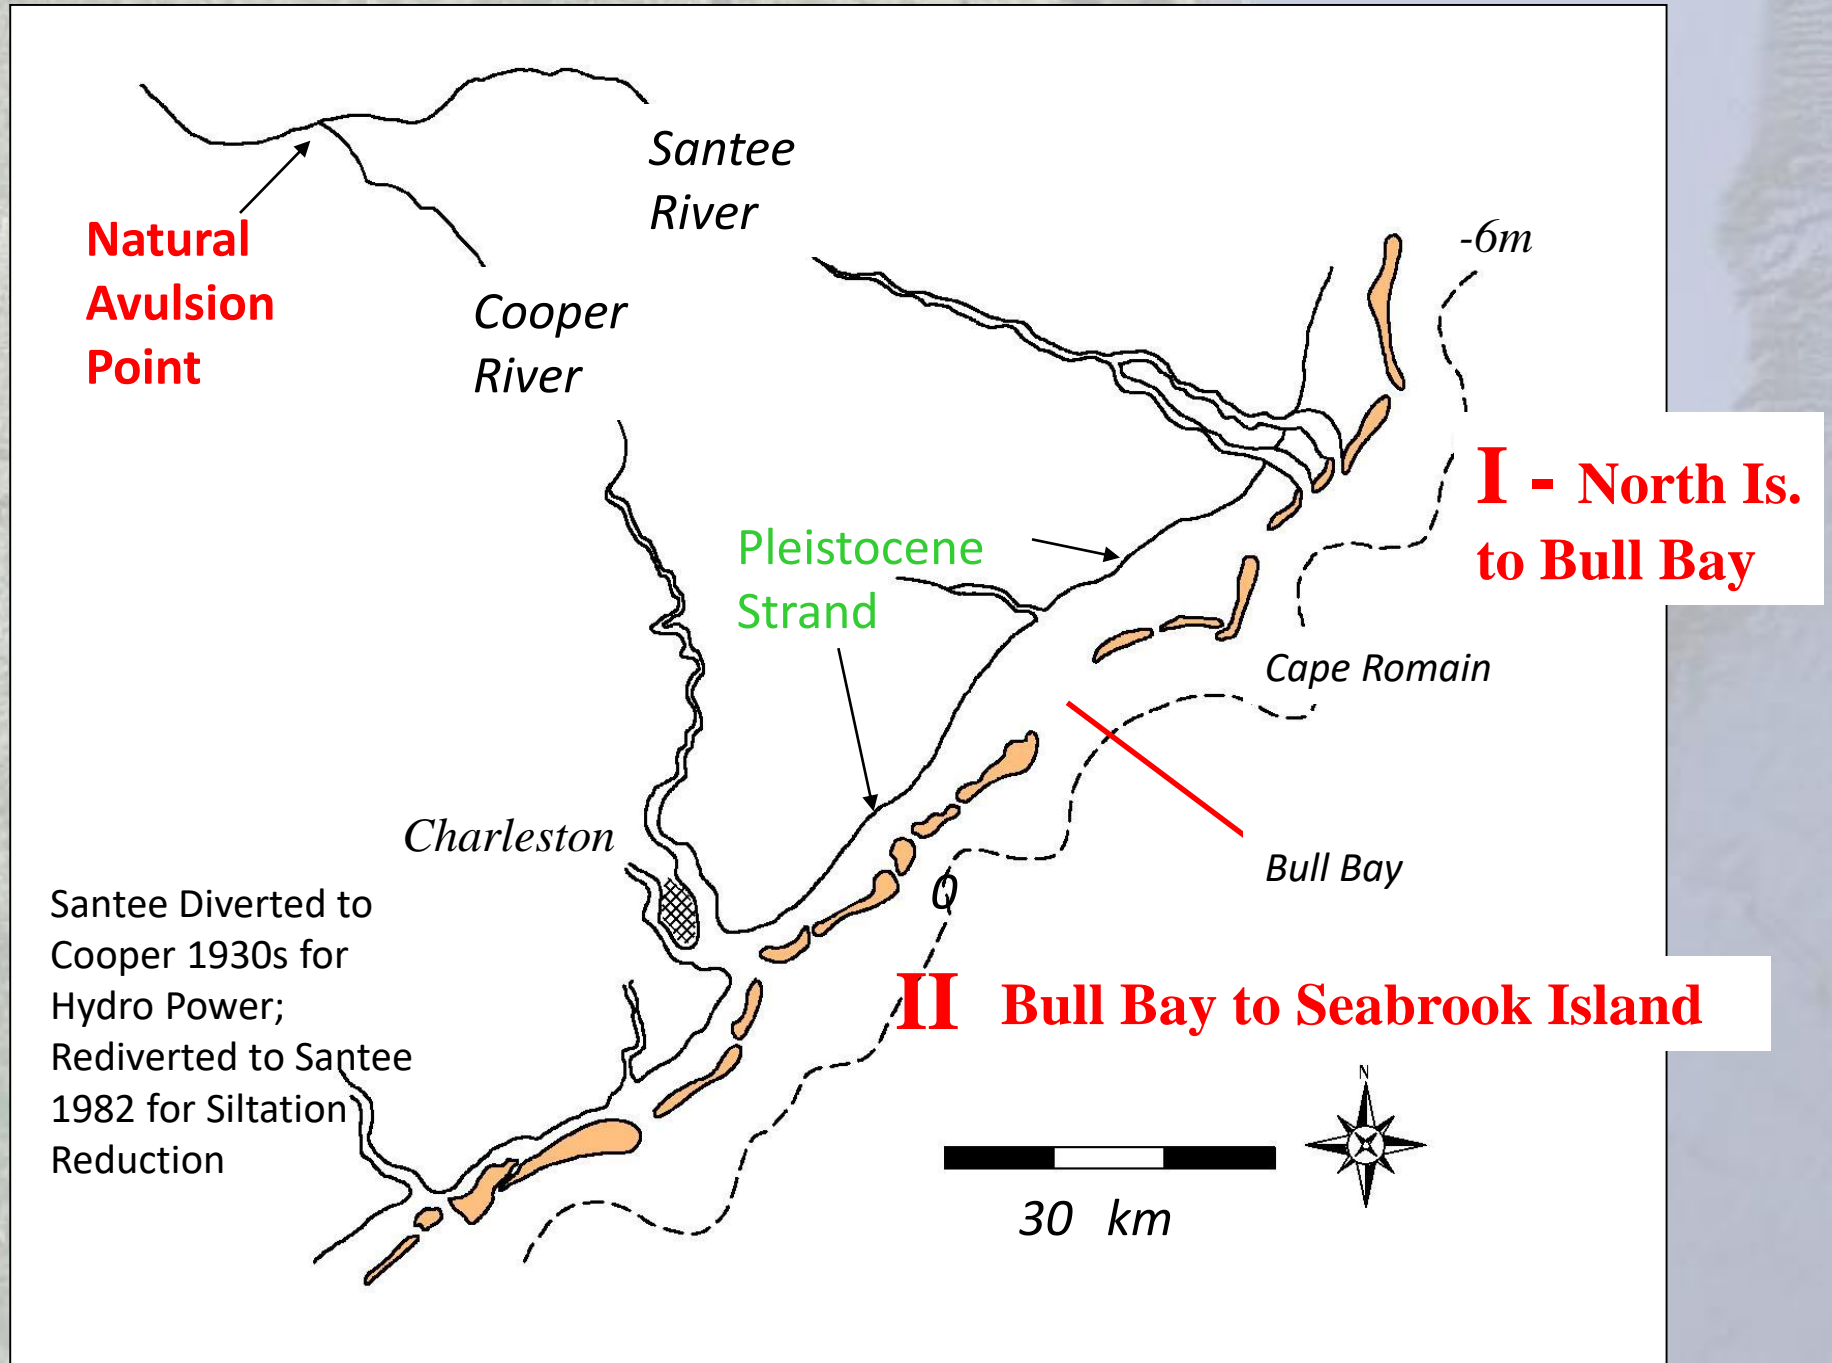 Santee
River
Natural
Avulsion
Point
-6m
Cooper
River
I - North Is.
to Bull Bay
Pleistocene
Strand
Cape Romain
Charleston
Bull Bay
Q
Santee Diverted to
Cooper 1930s for
Hydro Power;
Rediverted to Santee
1982 for Siltation
Reduction
II Bull Bay to Seabrook Island
N
30 km